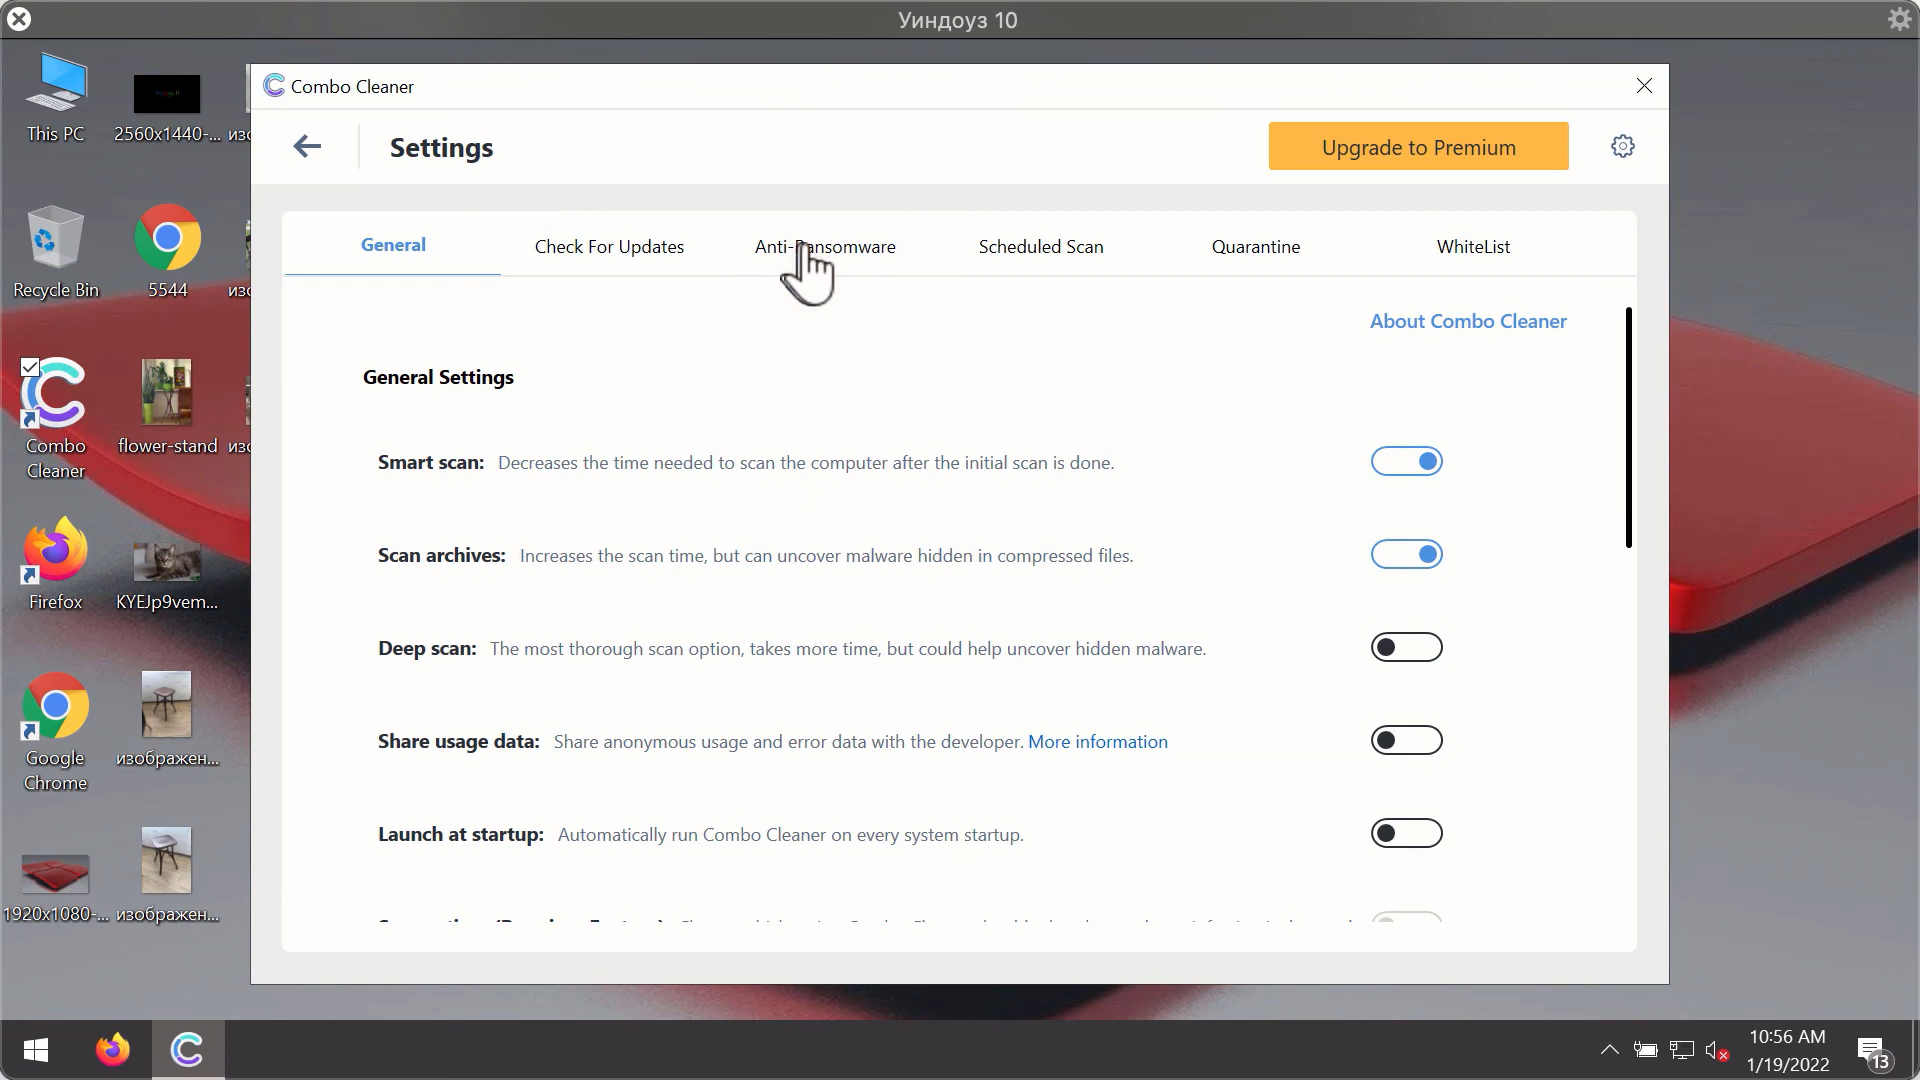 Уиндоуз 10
This PC
2560x1440-...
Recycle Bin
5544
Combo
Cleaner
flower-stand
Firefox
KYEJp9vem...
Google
Chrome
изображен...
1920x1080-...
изображен...
Combo Cleaner
Settings
Upgrade to Premium
General
Check For Updates
Anti-Ransomware
Scheduled Scan
Quarantine
WhiteList
About Combo Cleaner
General Settings
Smart scan: Decreases the time needed to scan the computer after the initial scan is done.
Scan archives: Increases the scan time, but can uncover malware hidden in compressed files.
Deep scan: The most thorough scan option, takes more time, but could help uncover hidden malware.
Share usage data: Share anonymous usage and error data with the developer. More information
Launch at startup: Automatically run Combo Cleaner on every system startup.
10:56 AM
1/19/2022
13